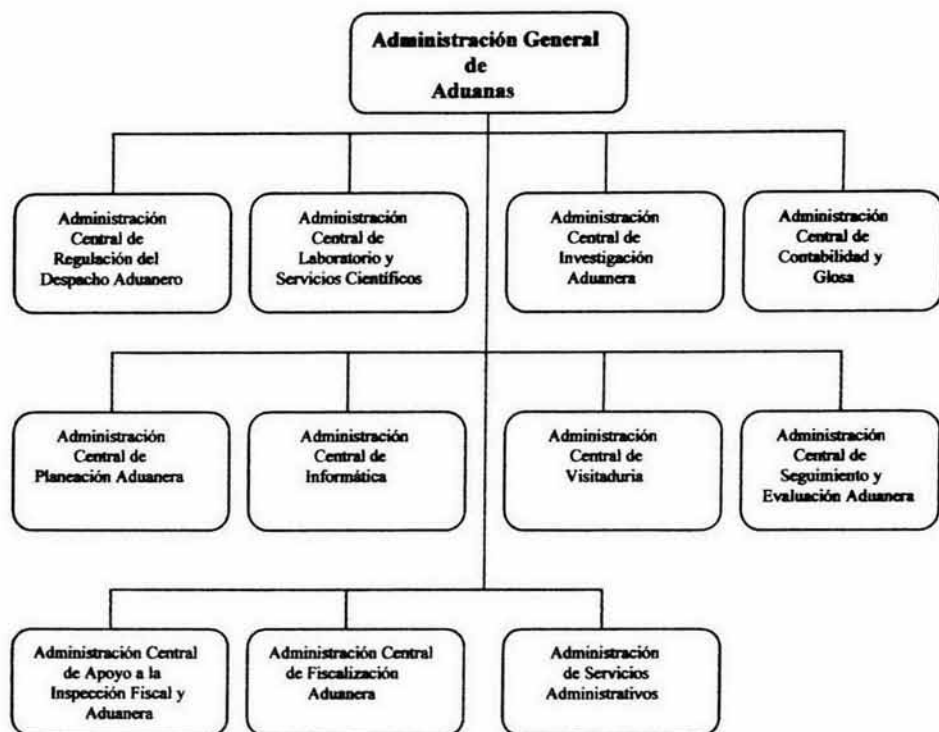 Administración General
de
Aduanas
Administración
Central de
Regulación del
Despacho Aduanero
Administración
Central de
Laboratorio y
Servicios Científicos
Administración
Central de
Investigación
Aduanera
Administración
Central de
Contabilidad y
Glosa
Administración
Central de
Planeación Aduanera
Administración
Central de
Informática
Administración
Central de
Visitaduria
Administración
Central de
Seguimiento y
Evaluación Aduanera
Administración Central
de Apoyo a la
Inspección Fiscal y
Aduanera
Administración Central
de Fiscalización
Aduanera
Administración
de Servicios
Administrativos